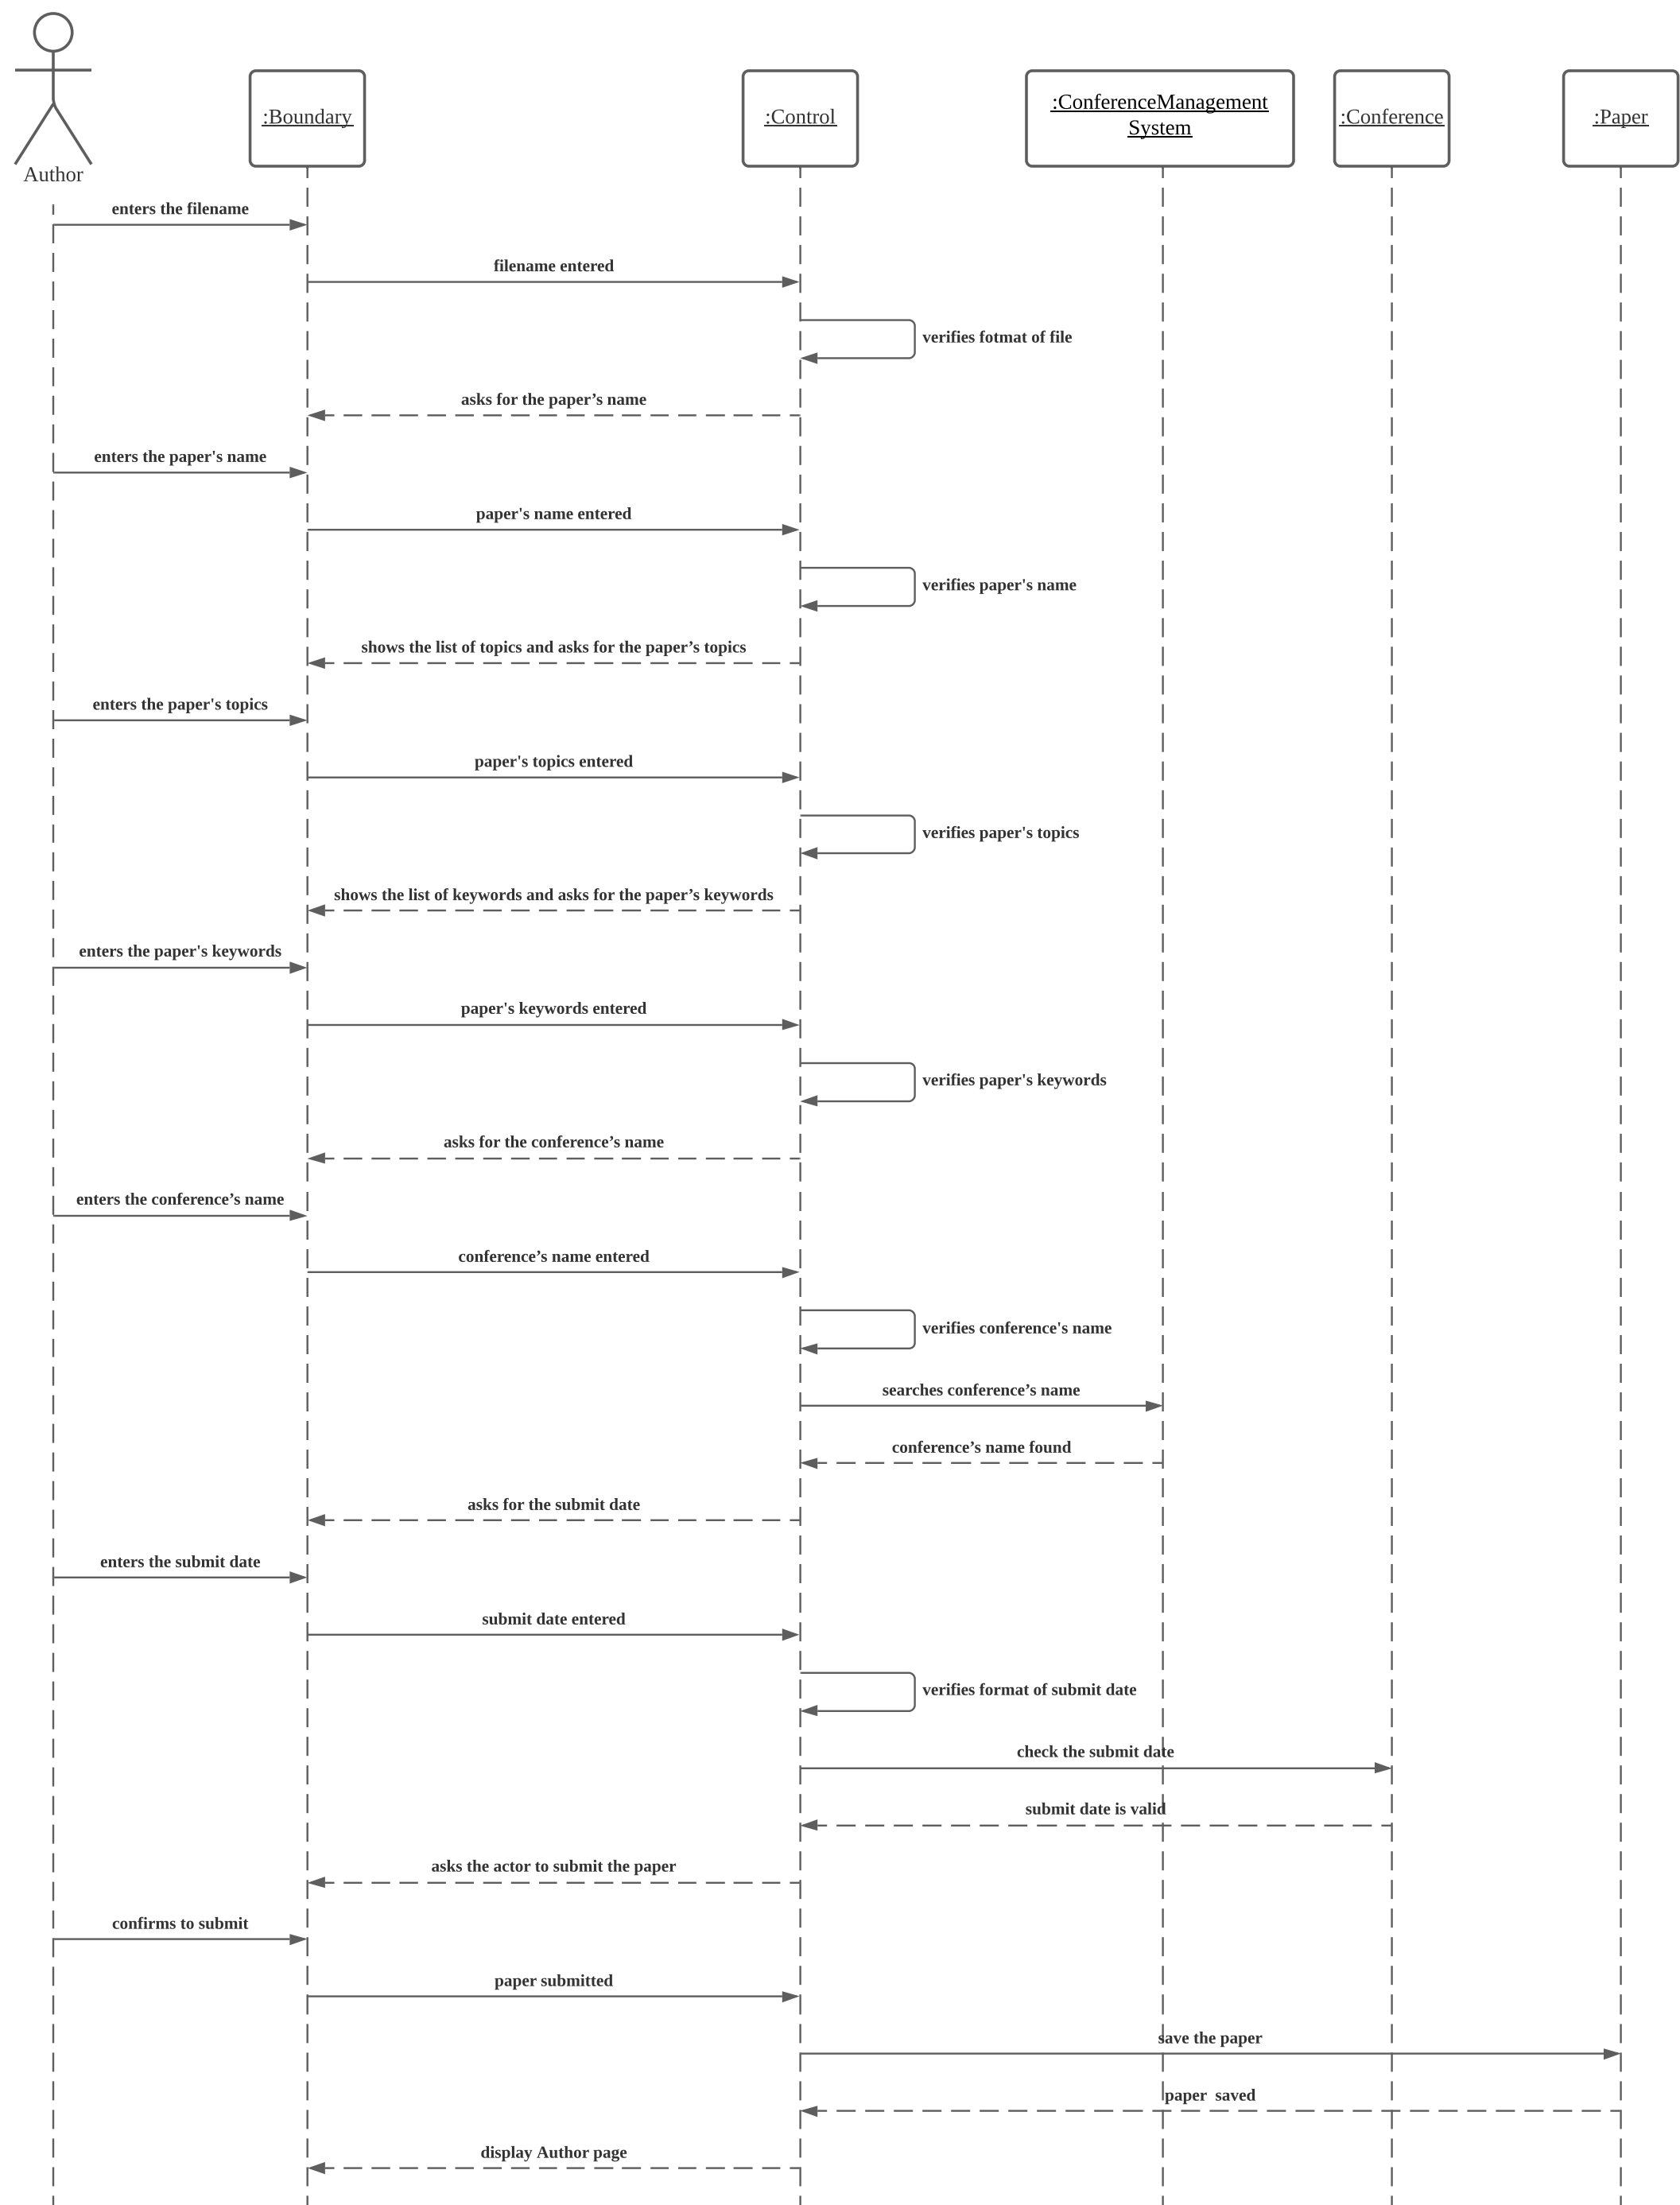 Author
:Boundary
:Control
:ConferenceManagement
System
:Conference
:Paper
enters the filename
filename entered
verifies fotmat of file
asks for the paper’s name
enters the paper's name
paper's name entered
verifies paper's name
shows the list of topics and asks for the paper’s topics
enters the paper's topics
paper's topics entered
verifies paper's topics
shows the list of keywords and asks for the paper’s keywords
enters the paper's keywords
paper's keywords entered
verifies paper's keywords
asks for the conference’s name
enters the conference’s name
conference’s name entered
verifies conference's name
searches conference’s name
conference’s name found
asks for the submit date
enters the submit date
submit date entered
verifies format of submit date
check the submit date
submit date is valid
asks the actor to submit the paper
confirms to submit
paper submitted
save the paper
paper  saved
display Author page